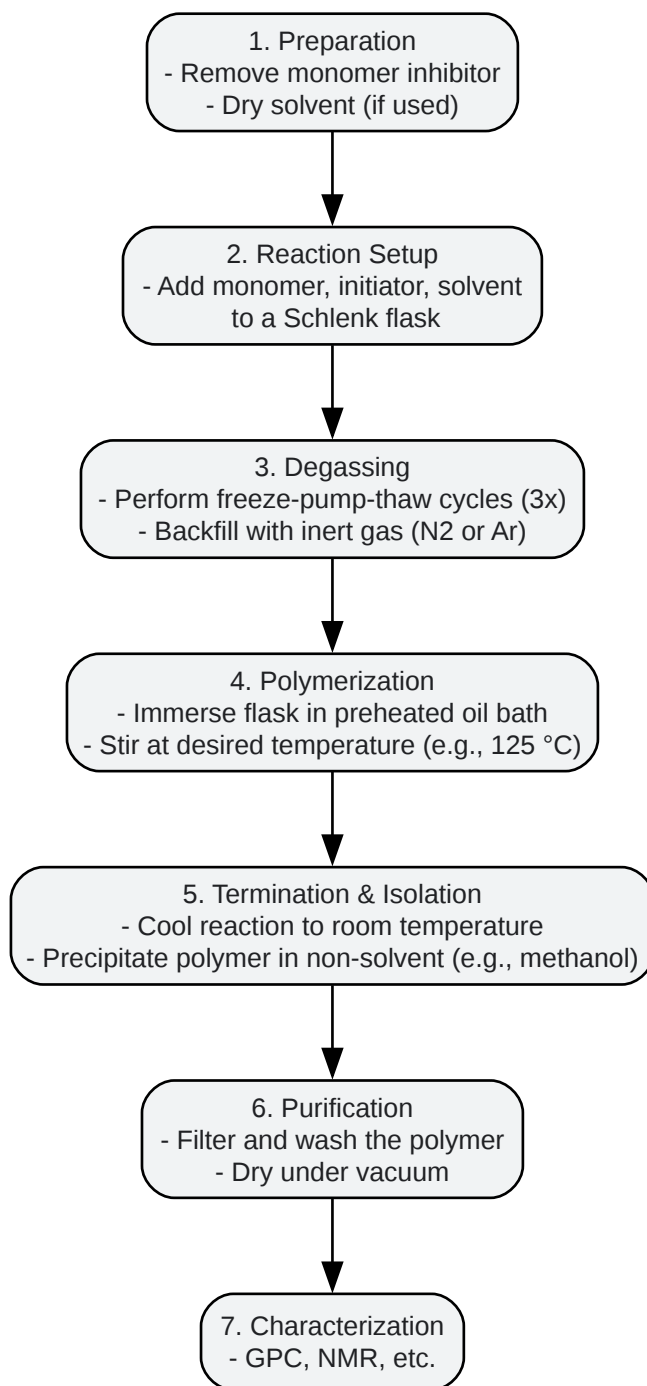 1. Preparation
- Remove monomer inhibitor
- Dry solvent (if used)
2. Reaction Setup
- Add monomer, initiator, solvent
to a Schlenk flask
3. Degassing
- Perform freeze-pump-thaw cycles (3x)
- Backfill with inert gas (N2 or Ar)
4. Polymerization
- Immerse flask in preheated oil bath
- Stir at desired temperature (e.g., 125 °C)
5. Termination & Isolation
- Cool reaction to room temperature
- Precipitate polymer in non-solvent (e.g., methanol)
6. Purification
- Filter and wash the polymer
- Dry under vacuum
7. Characterization
- GPC, NMR, etc.